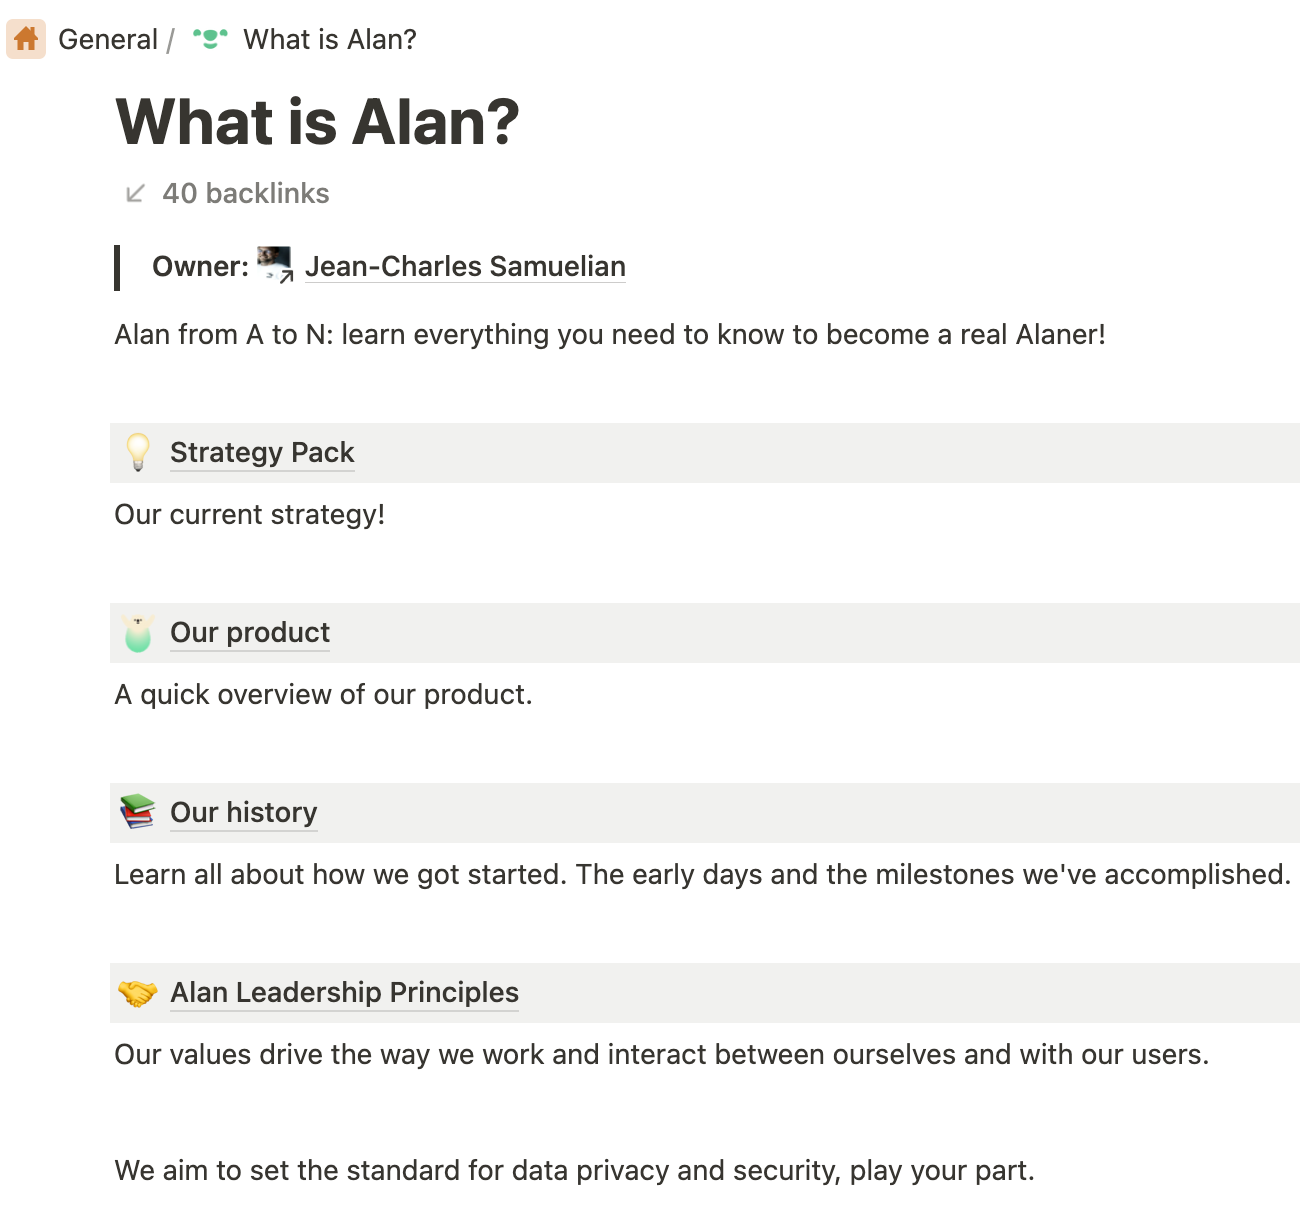 General / What is Alan?
What is Alan?
40 backlinks
Owner: Jean-Charles Samuelian
Alan from A to N: learn everything you need to know to become a real Alaner!
Strategy Pack
Our current strategy!
Our product
A quick overview of our product.
Our history
Learn all about how we got started. The early days and the milestones we've accomplished.
Alan Leadership Principles
Our values drive the way we work and interact between ourselves and with our users.
We aim to set the standard for data privacy and security, play your part.